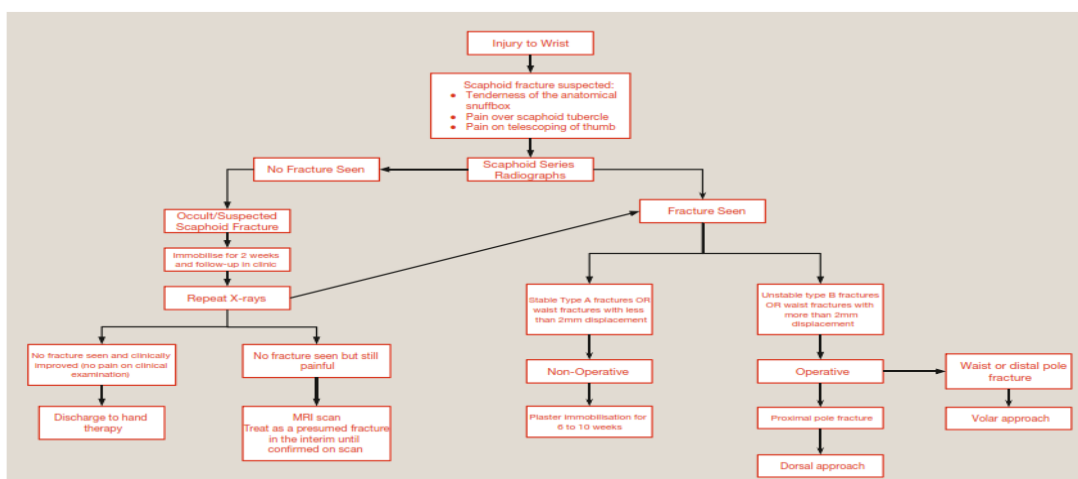 Injury to Wrist
Scaphoid fracture suspected:
• Tenderness of the anatomical
snuffbox
• Pain over scaphoid tubercle
• Pain on telescoping of thumb
No Fracture Seen
Scaphoid Series
Radiographs
Occult/Suspected
Scaphoid Fracture
Fracture Seen
Immobilise for 2 weeks
and follow-up in clinic
Repeat X-rays
Stable Type A fractures OR
waist fractures with less
than 2mm displacement
Unstable type B fractures
OR waist fractures with
more than 2mm
displacement
No fracture seen and clinically
improved (no pain on clinical
examination)
No fracture seen but still
painful
Non-Operative
Operative
Waist or distal pole
fracture
Discharge to hand
therapy
MRI scan
Treat as a presumed fracture
in the interim until
confirmed on scan
Plaster Immobilisation for
6 to 10 weeks
Proximal pole fracture
Volar approach
Dorsal approach